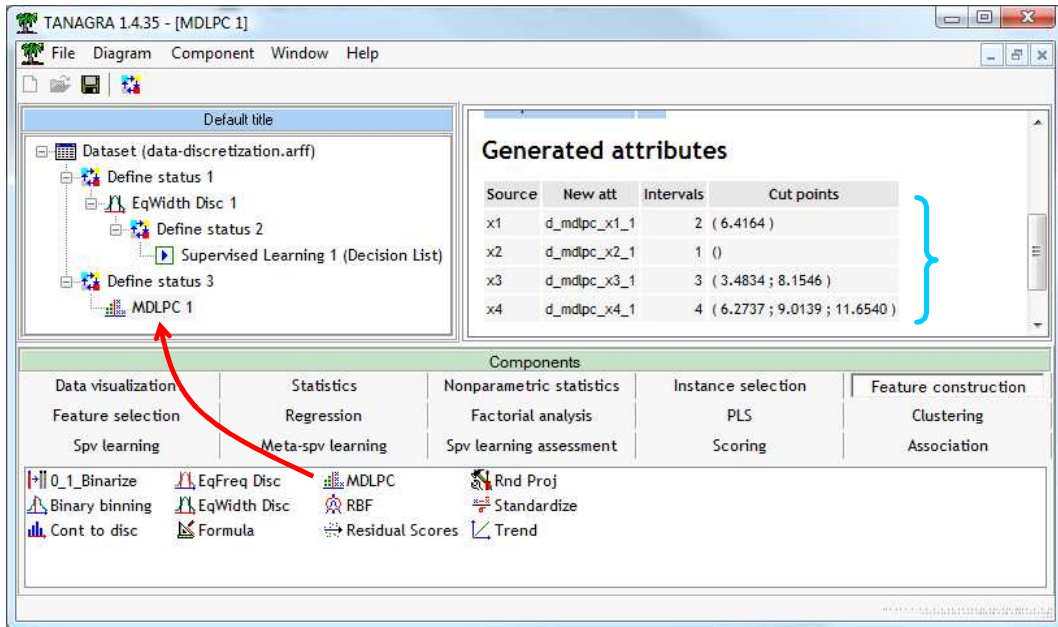 TANAGRA 1.4.35 - [MDLPC 1]
File Diagram Component Window Help
Default title
Dataset (data-discretization.arff)
Define status 1
EqWidth Disc 1
Define status 2
Supervised Learning 1 (Decision List)
Define status 3
MDLPC 1
Generated attributes
Source New att Intervals Cut points
x1 d_mdlpc_x1_1 2 ( 6.4164 )
x2 d_mdlpc_x2_1 1 ()
x3 d_mdlpc_x3_1 3 ( 3.4834 ; 8.1546 )
x4 d_mdlpc_x4_1 4 ( 6.2737 ; 9.0139 ; 11.6540 )
Components
Data visualization Statistics Nonparametric statistics Instance selection Feature construction
Feature selection Regression Factorial analysis PLS Clustering
Spv learning Meta-spv learning Spv learning assessment Scoring Association
0_1_Binarize EqFreq Disc MDLPC Rnd Proj
Binary binning EqWidth Disc RBF Standardize
Cont to disc Formula Residual Scores Trend